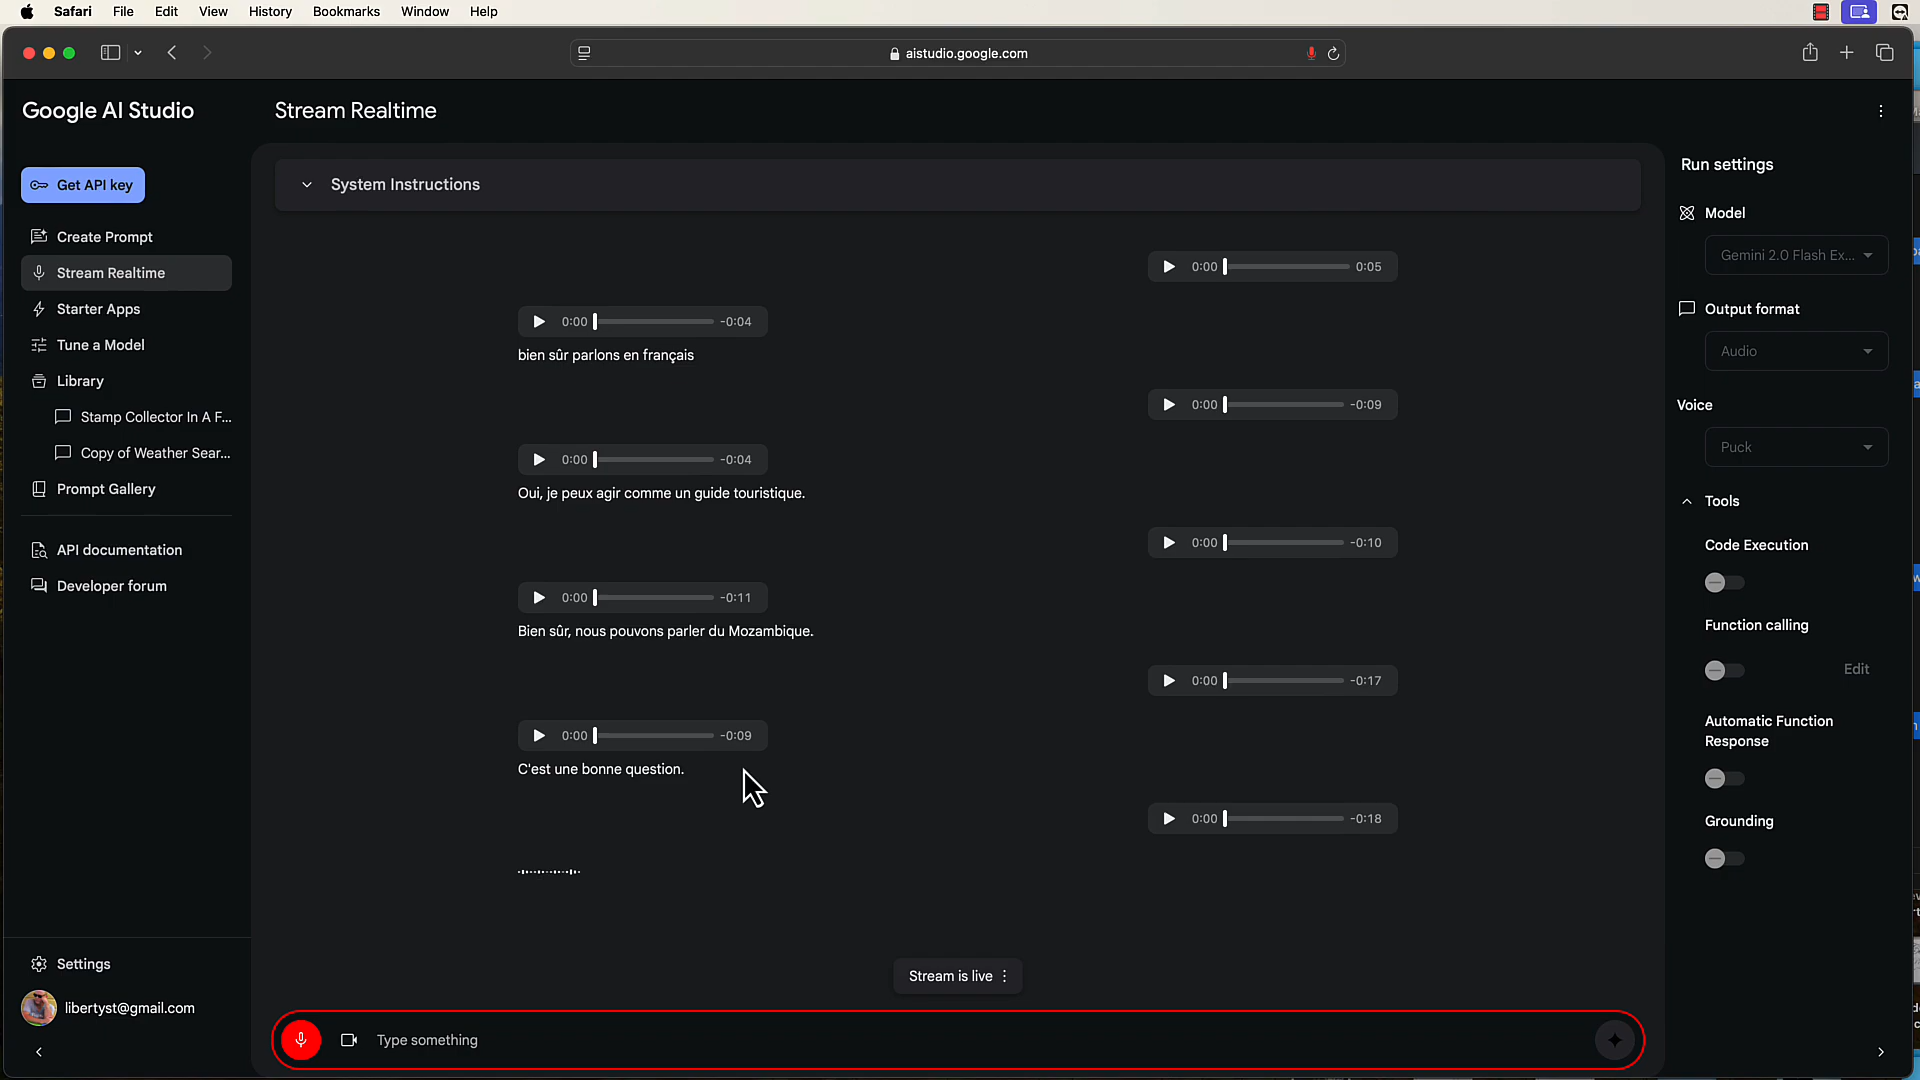 Safari File Edit View History Bookmarks Window Help
aistudio.google.com
Google AI Studio
Stream Realtime
Get API key
Create Prompt
Stream Realtime
Starter Apps
Tune a Model
Library
Stamp Collector In A F...
Copy of Weather Sear...
Prompt Gallery
API documentation
Developer forum
Settings
libertyst@gmail.com
System Instructions
0:00 0:05
0:00 -0:04
bien sûr parlons en français
0:00 -0:09
0:00 -0:04
Oui, je peux agir comme un guide touristique.
0:00 -0:10
0:00 -0:11
Bien sûr, nous pouvons parler du Mozambique.
0:00 -0:17
0:00 -0:09
C'est une bonne question.
0:00 -0:18
Stream is live
Type something
Run settings
Model
Gemini 2.0 Flash Ex...
Output format
Audio
Voice
Puck
Tools
Code Execution
Function calling
Edit
Automatic Function
Response
Grounding